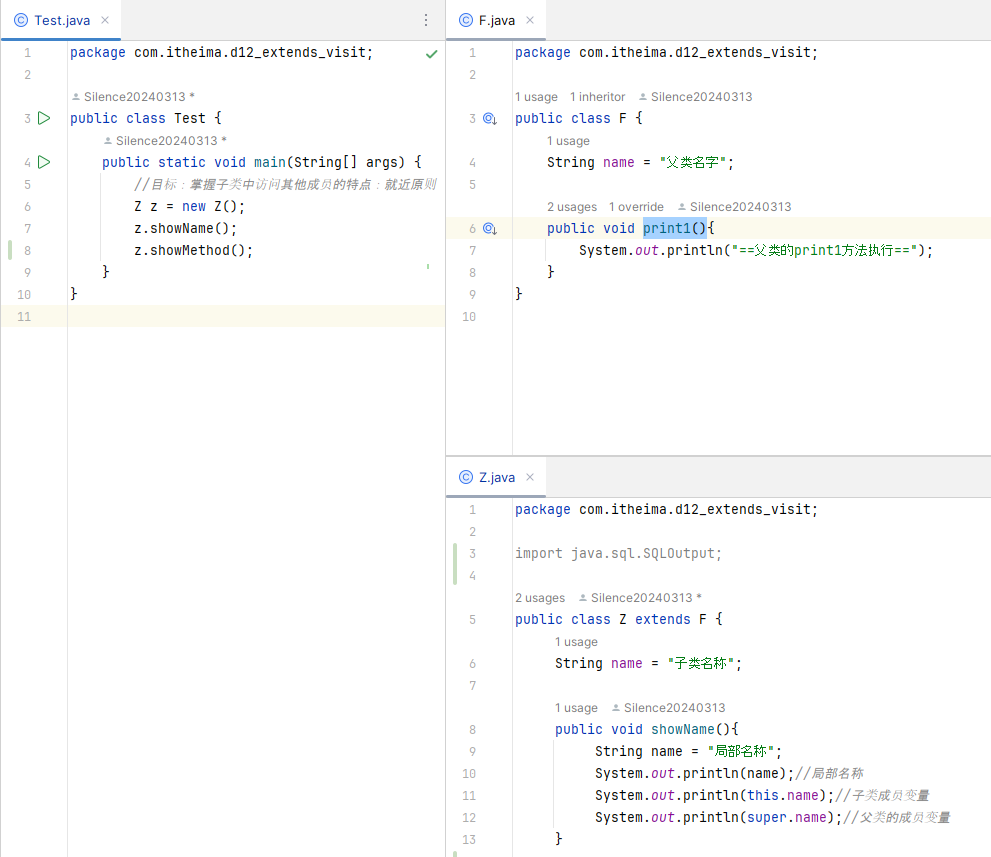 Test.java
1 package com.itheima.d12_extends_visit;
2
Silence20240313 *
3 public class Test {
Silence20240313 *
4 public static void main(String[] args) {
5 //目标：掌握子类中访问其他成员的特点：就近原则
6 Z z = new Z();
7 z.showName();
8 z.showMethod();
9 }
10 }
11
F.java
1 package com.itheima.d12_extends_visit;
2
1 usage 1 inheritor Silence20240313
3 public class F {
1 usage
4 String name = "父类名字";
5
2 usages 1 override Silence20240313
6 public void print1(){
7 System.out.println("==父类的print1方法执行==");
8 }
9 }
10
Z.java
1 package com.itheima.d12_extends_visit;
2
3 import java.sql.SQLOutput;
4
2 usages Silence20240313 *
5 public class Z extends F {
1 usage
6 String name = "子类名称";
7
1 usage Silence20240313
8 public void showName(){
9 String name = "局部名称";
10 System.out.println(name);//局部名称
11 System.out.println(this.name);//子类成员变量
12 System.out.println(super.name);//父类的成员变量
13 }